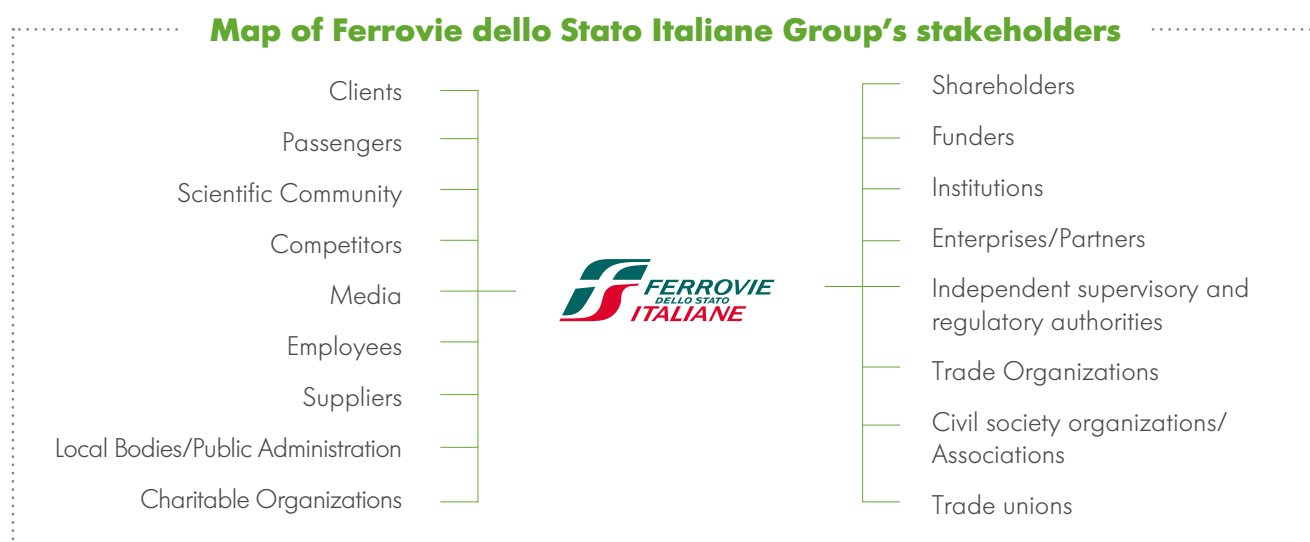 Map of Ferrovie dello Stato Italiane Group's stakeholders
Clients
Passengers
Scientific Community
Competitors
Media
Employees
Suppliers
Local Bodies/Public Administration
Charitable Organizations
FERROVIE
DELLO STATO
ITALIANE
Shareholders
Funders
Institutions
Enterprises/Partners
Independent supervisory and
regulatory authorities
Trade Organizations
Civil society organizations/
Associations
Trade unions